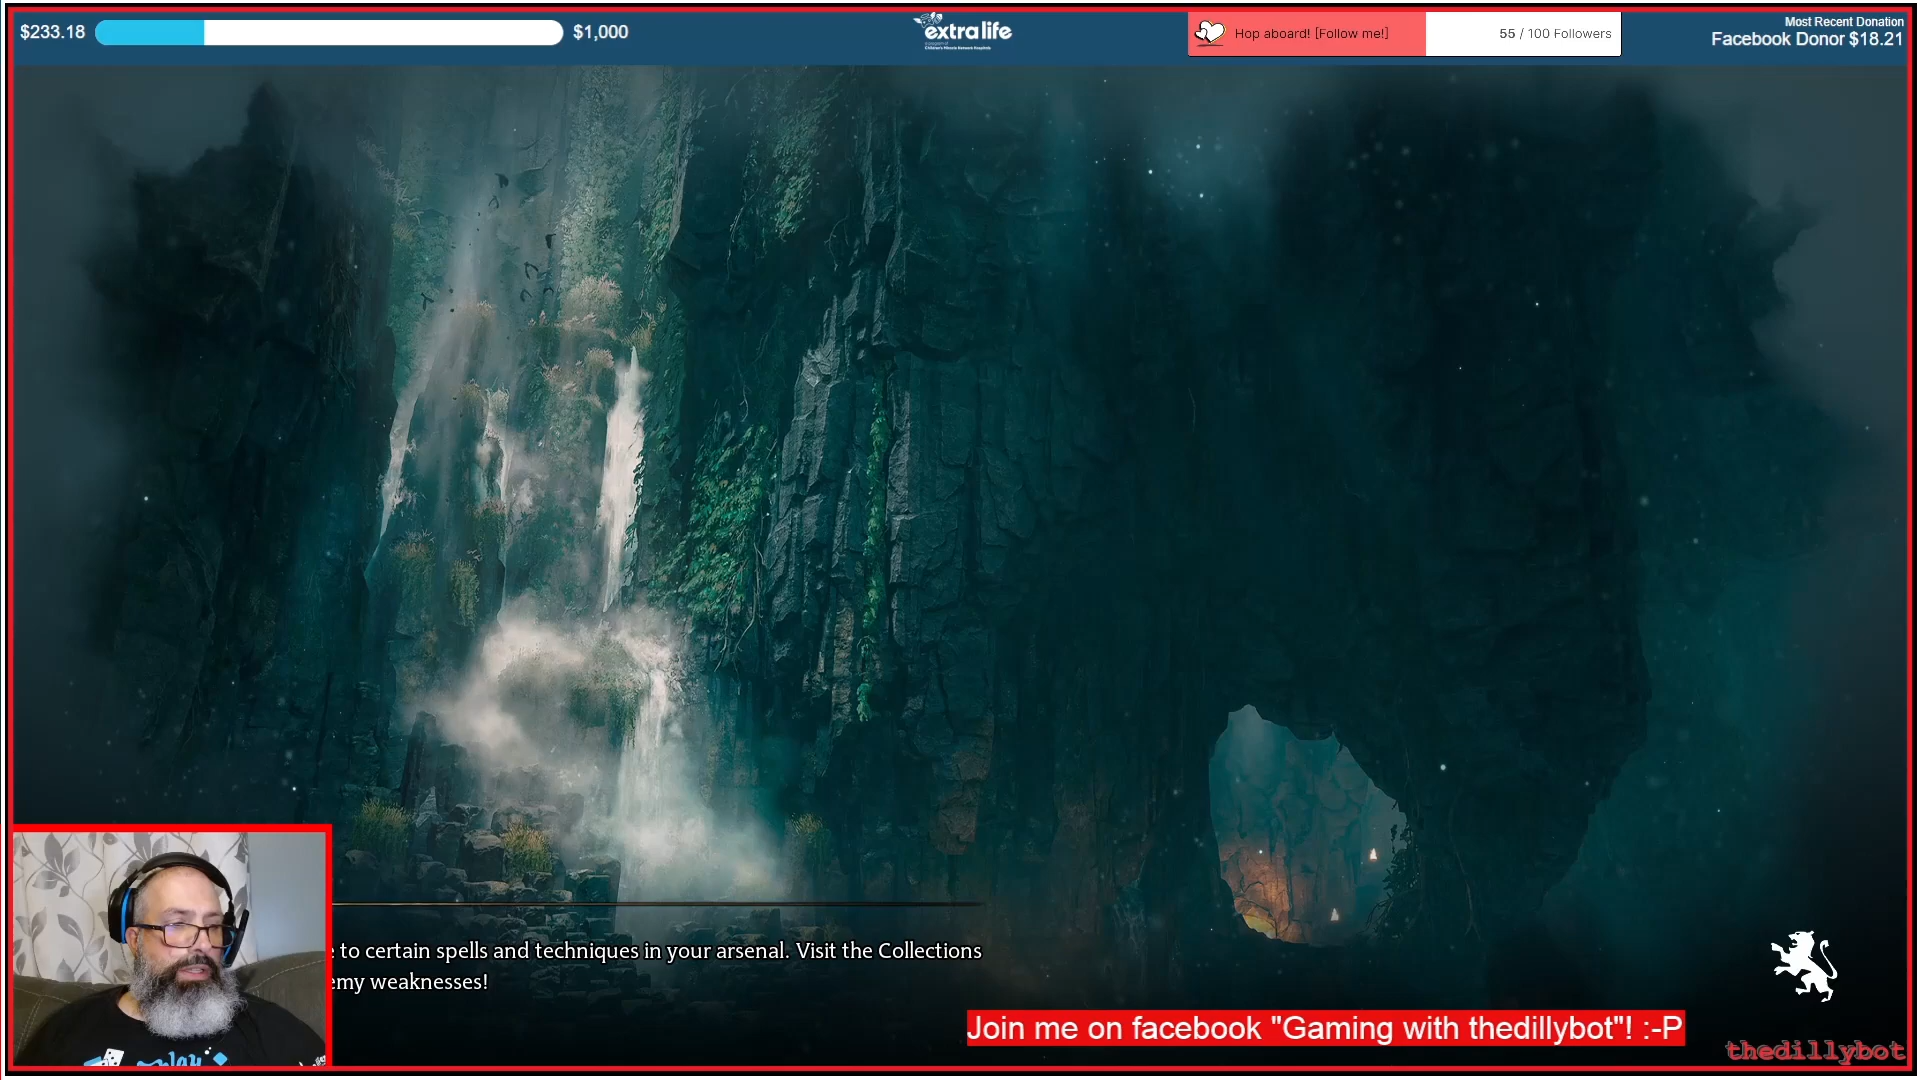 $233.18
$1,000
extralife
Hop aboard! [Follow me!]
55 / 100 Followers
Most Recent Donation
Facebook Donor $18.21
to certain spells and techniques in your arsenal. Visit the Collections
weaknesses!
Join me on facebook "Gaming with thedillybot"! :-P
thedillybot
play